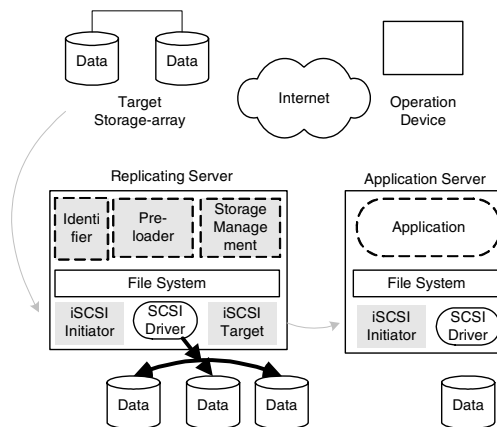 Data
Data
Target
Storage-array
Internet
Operation
Device
Replicating Server
Identi
fier
Pre-
loader
Storage
Manage
ment
File System
iSCSI
Initiator
SCSI
Driver
iSCSI
Target
Data
Data
Data
Application Server
Application
File System
iSCSI
Initiator
SCSI
Driver
Data